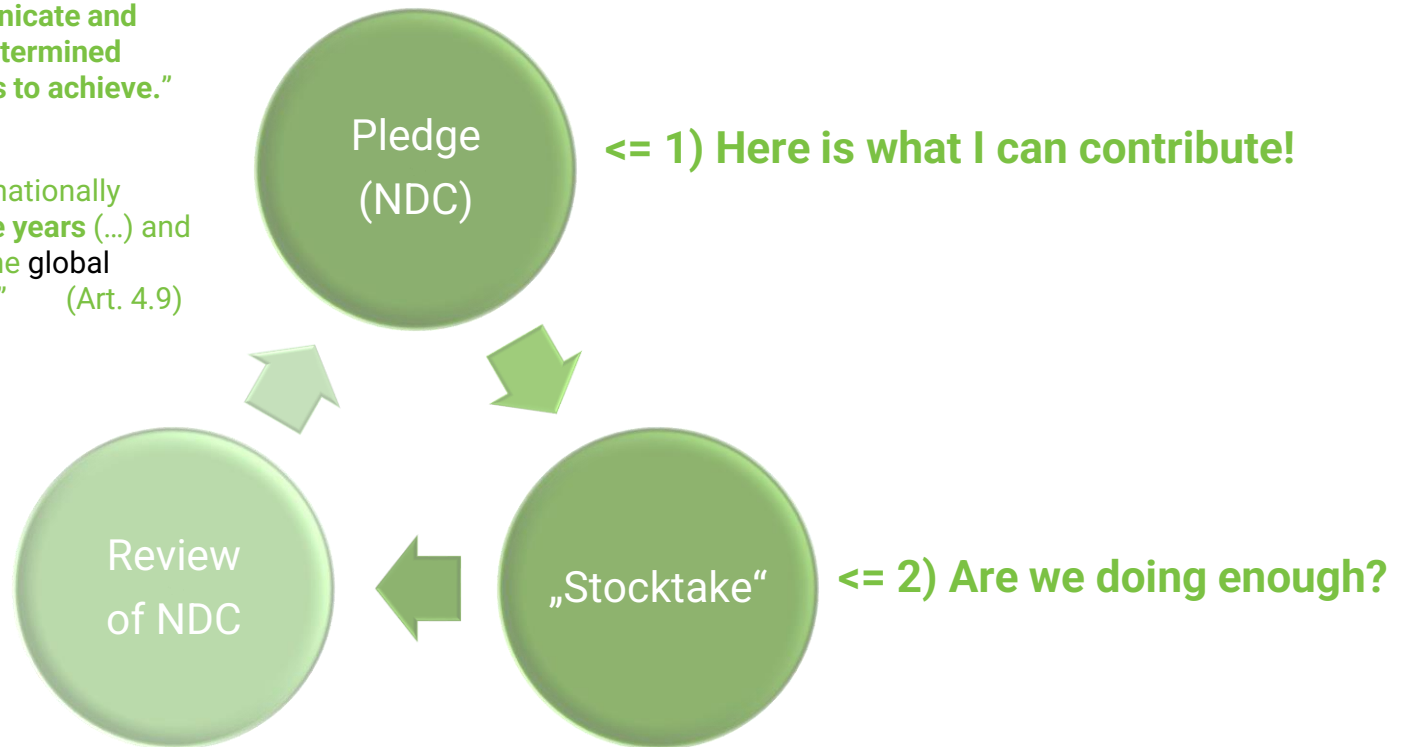 nicate and
termined
s to achieve.”
nationally
e years (…) and
he global
” (Art. 4.9)
Pledge
(NDC)
<= 1) Here is what I can contribute!
„Stocktake“
<= 2) Are we doing enough?
Review
of NDC